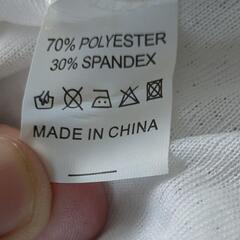 70% POLYESTER
30% SPANDEX
MADE IN CHINA